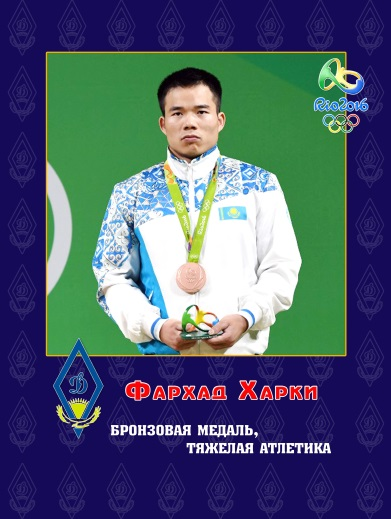 Rio2016
Фархад Харки
БРОНЗОВАЯ МЕДАЛЬ,
ТЯЖЕЛАЯ АТЛЕТИКА